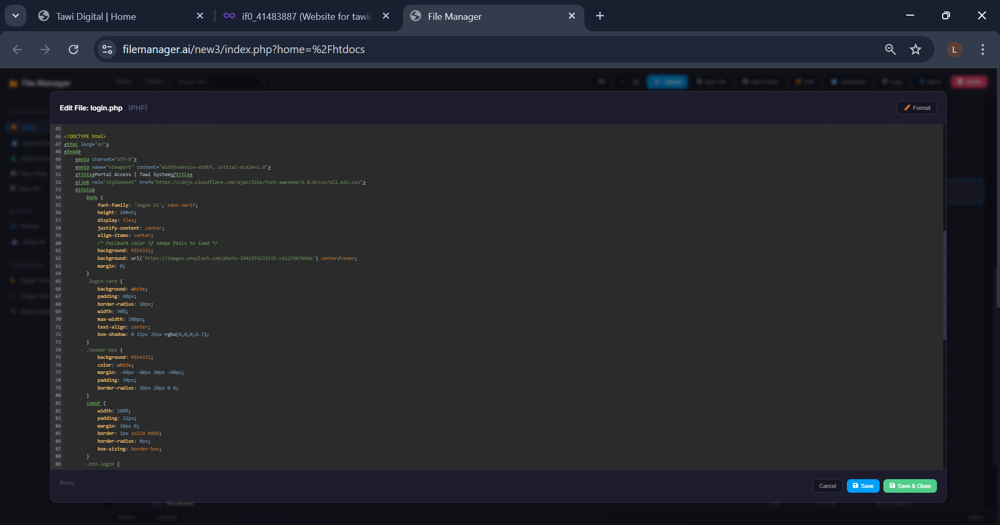 Tawi Digital | Home
if0_41483887 (Website for tawid
File Manager
filemanager.ai/new3/index.php?home=%2Fhtdocs
L
File Manager
Edit File: login.php (PHP)
Format
45
46 <!DOCTYPE html>
47 <html lang="en">
48 <head>
49 <meta charset="UTF-8">
50 <meta name="viewport" content="width=device-width, initial-scale=1.0">
51 <title>Portal Access | Tawi System</title>
52 <link rel="stylesheet" href="https://cdnjs.cloudflare.com/ajax/libs/font-awesome/6.0.0/css/all.min.css">
53 <style>
54 body {
55 font-family: 'Segoe UI', sans-serif;
56 height: 100vh;
57 display: flex;
58 justify-content: center;
59 align-items: center;
60 /* Fallback color if image fails to load */
61 background: #1b4332;
62 background: url('https://images.unsplash.com/photo-1441974231531-c6227db76b6e') center/cover;
63 margin: 0;
64 }
65 .login-card {
66 background: white;
67 padding: 40px;
68 border-radius: 20px;
69 width: 90%;
70 max-width: 380px;
71 text-align: center;
72 box-shadow: 0 15px 35px rgba(0,0,0,0.3);
73 }
74 .header-box {
75 background: #1b4332;
76 color: white;
77 margin: -40px -40px 30px -40px;
78 padding: 30px;
79 border-radius: 20px 20px 0 0;
80 }
81 input {
82 width: 100%;
83 padding: 12px;
84 margin: 10px 0;
85 border: 1px solid #ddd;
86 border-radius: 8px;
87 box-sizing: border-box;
88 }
89 .btn-login {
Ready
Cancel
Save
Save & Close